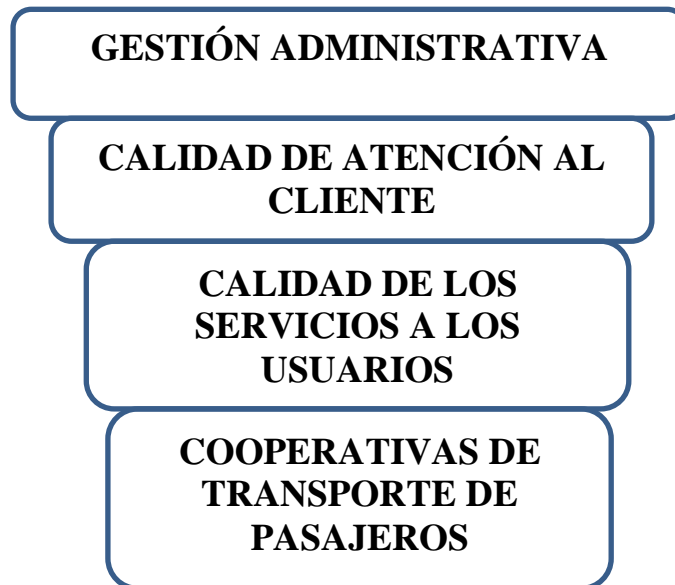 GESTIÓN ADMINISTRATIVA
CALIDAD DE ATENCIÓN AL
CLIENTE
CALIDAD DE LOS
SERVICIOS A LOS
USUARIOS
COOPERATIVAS DE
TRANSPORTE DE
PASAJEROS